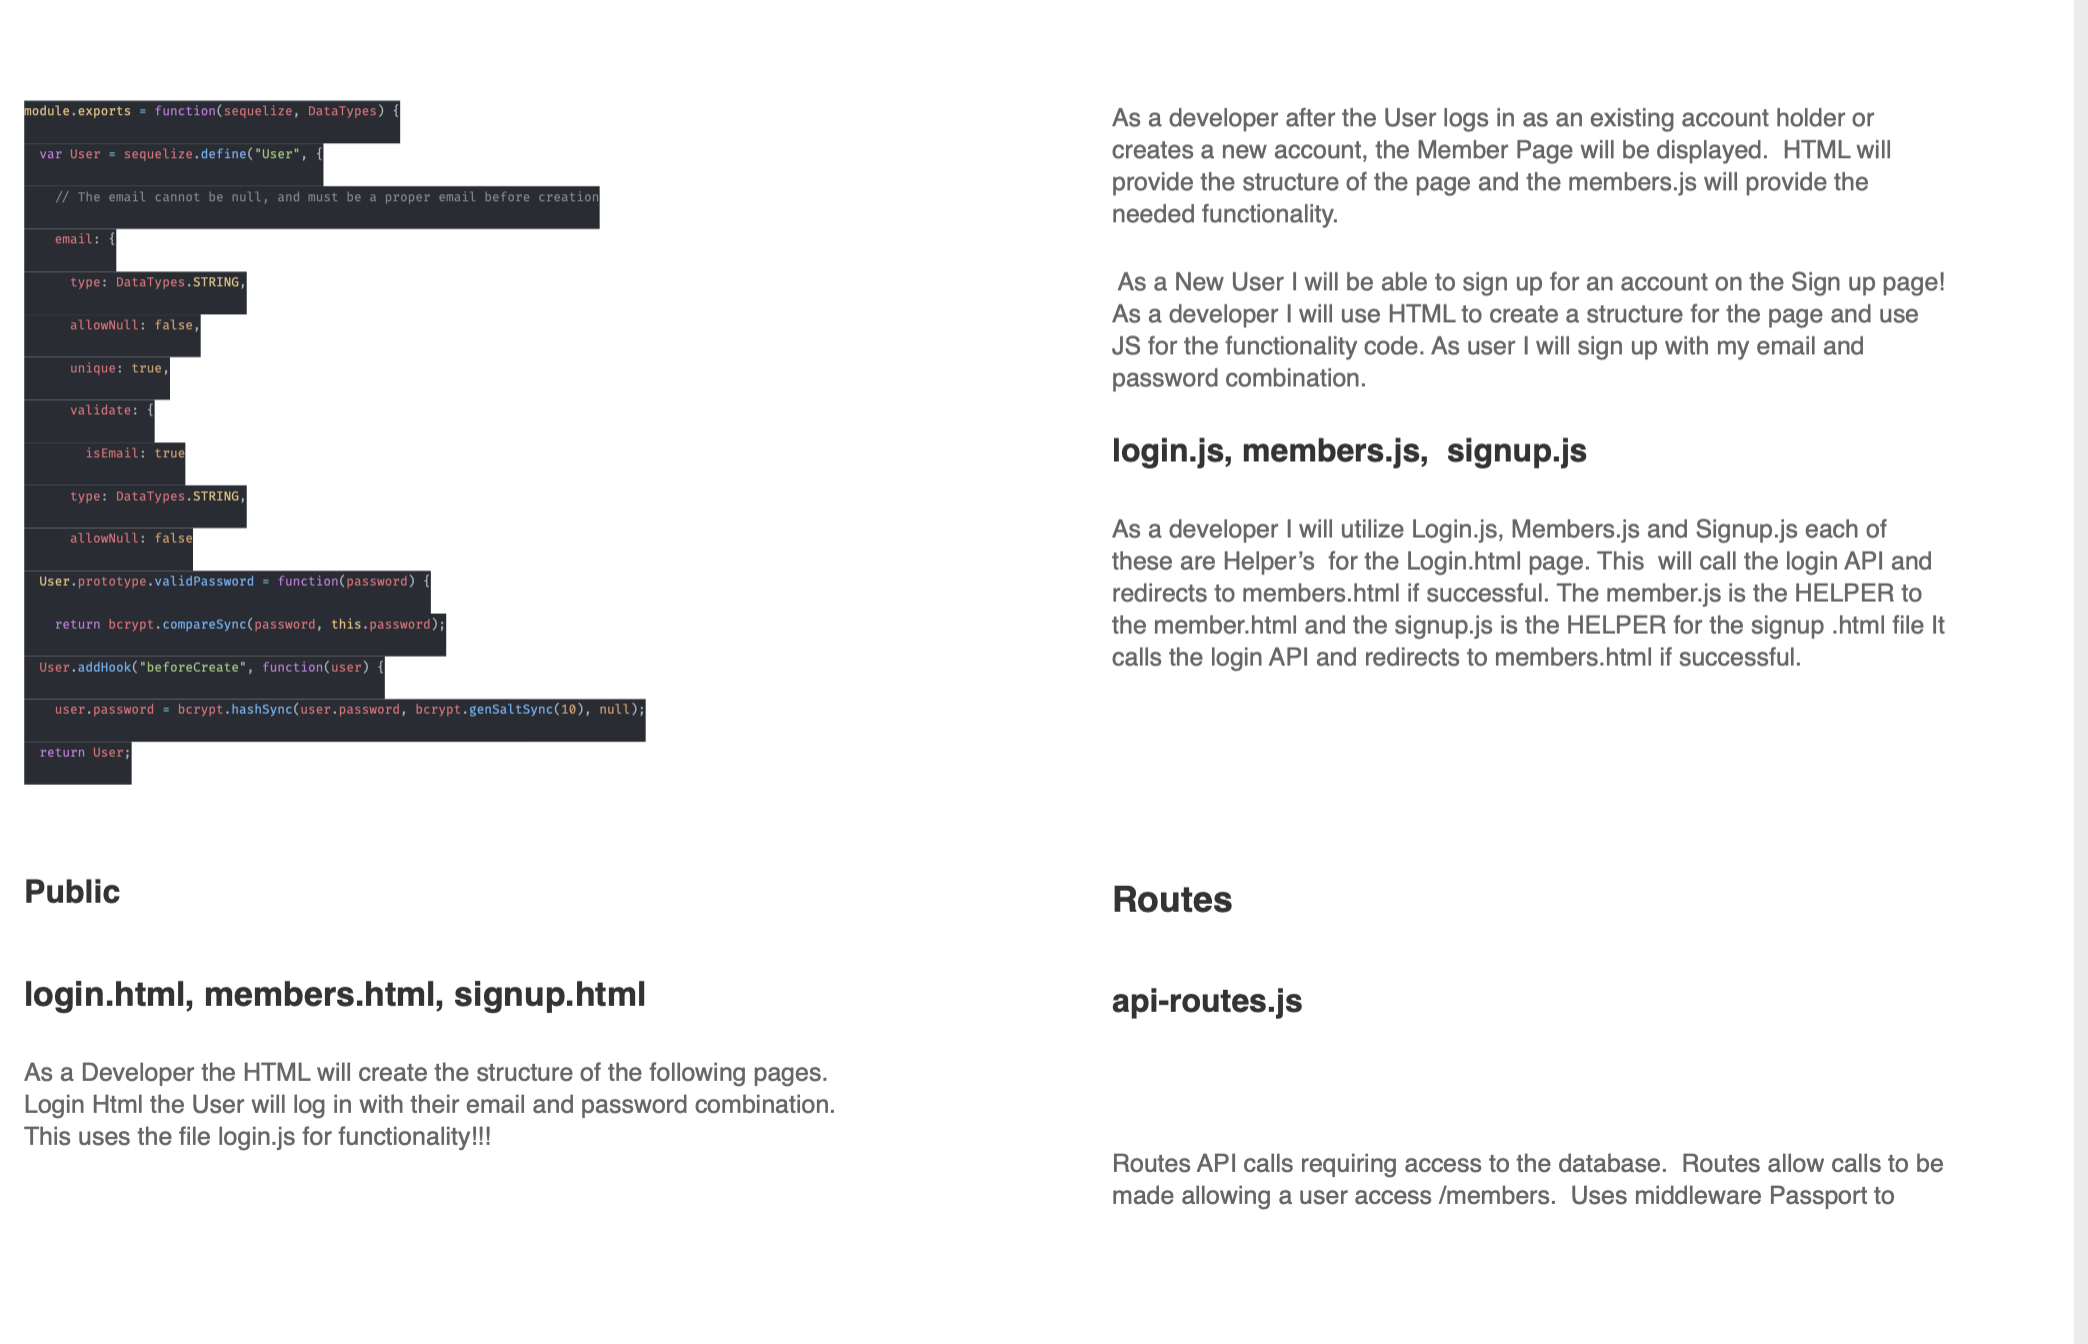 module.exports = function(sequelize, DataTypes) {
var User = sequelize.define("User", {
// The email cannot be null, and must be a proper email before creation
email: {
type: DataTypes.STRING,
allowNull: false,
unique: true,
validate: {
isEmail: true
type: DataTypes.STRING,
allowNull: false
User.prototype.validPassword = function(password) {
return bcrypt.compareSync(password, this.password);
User.addHook("beforeCreate", function(user) {
user.password = bcrypt.hashSync(user.password, bcrypt.genSaltSync(10), null);
return User;
Public
login.html, members.html, signup.html
As a Developer the HTML will create the structure of the following pages.
Login Html the User will log in with their email and password combination.
This uses the file login.js for functionality!!!
As a developer after the User logs in as an existing account holder or
creates a new account, the Member Page will be displayed.  HTML will
provide the structure of the page and the members.js will provide the
needed functionality.
As a New User I will be able to sign up for an account on the Sign up page!
As a developer I will use HTML to create a structure for the page and use
JS for the functionality code. As user I will sign up with my email and
password combination.
login.js, members.js,  signup.js
As a developer I will utilize Login.js, Members.js and Signup.js each of
these are Helper’s  for the Login.html page. This  will call the login API and
redirects to members.html if successful. The member.js is the HELPER to
the member.html and the signup.js is the HELPER for the signup .html file It
calls the login API and redirects to members.html if successful.
Routes
api-routes.js
Routes API calls requiring access to the database.  Routes allow calls to be
made allowing a user access /members.  Uses middleware Passport to